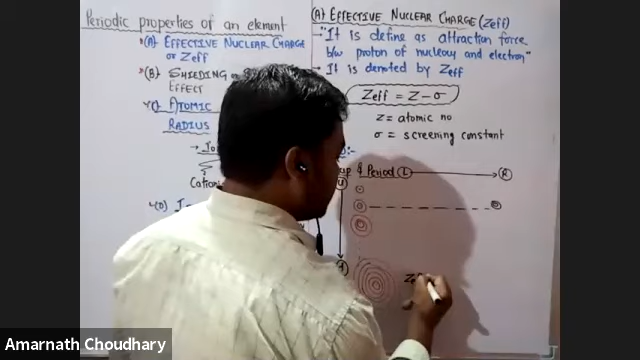 Periodic properties of an element
(A) EFFECTIVE NUCLEAR CHARGE
or Zeff
(B) SHIEDING
EFFECT
ATOMIC
RADIUS
Cation
(D)
(A) EFFECTIVE NUCLEAR CHARGE (Zeff)
→ "It is define as attraction force
b/w proton of nucleouy and electron"
→ It is denoted by Zeff
Zeff = Z – σ
Z = atomic no
σ = screening constant
& Period (L) → (R)
Amarnath Choudhary